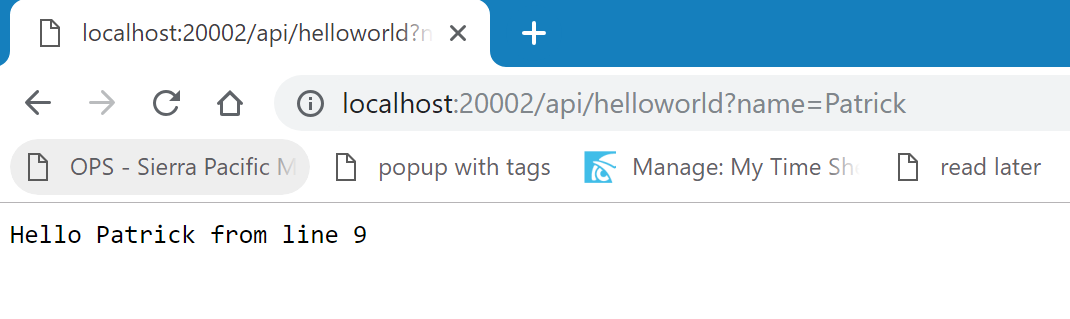 localhost:20002/api/helloworld?n
localhost:20002/api/helloworld?name=Patrick
OPS - Sierra Pacific M
popup with tags
Manage: My Time Sh
read later
Hello Patrick from line 9